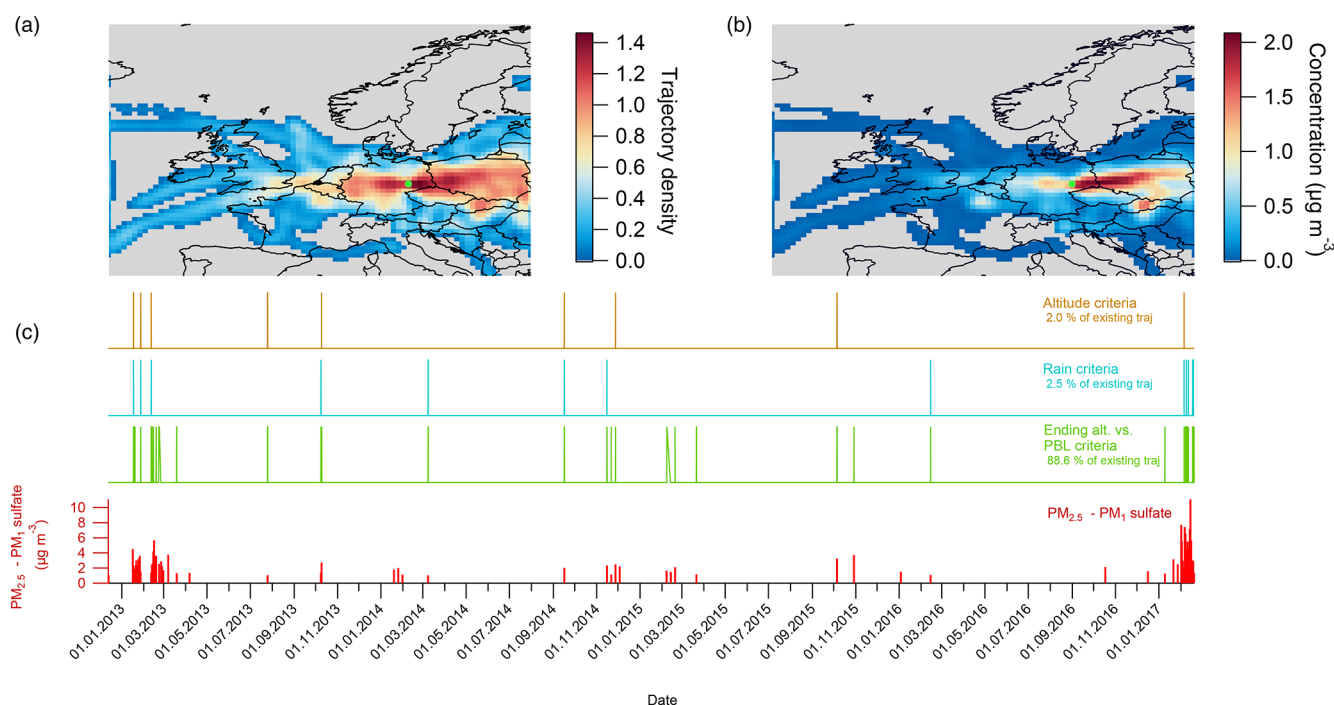 (a)
1.4
1.2
1.0
0.8
0.6
0.4
0.2
0.0
Trajectory density
(b)
2.0
1.5
1.0
0.5
0.0
Concentration (µg m-3)
(c)
Altitude criteria
2.0 % of existing traj
Rain criteria
2.5 % of existing traj
Ending alt. vs.
PBL criteria
88.6 % of existing traj
PM2.5 - PM1 sulfate
PM2.5 - PM1 sulfate
(µg m-3)
10
8
6
4
2
0
01.01.2013
01.03.2013
01.05.2013
01.07.2013
01.09.2013
01.11.2013
01.01.2014
01.03.2014
01.05.2014
01.07.2014
01.09.2014
01.11.2014
01.01.2015
01.03.2015
01.05.2015
01.07.2015
01.09.2015
01.11.2015
01.01.2016
01.03.2016
01.05.2016
01.07.2016
01.09.2016
01.11.2016
01.01.2017
Date